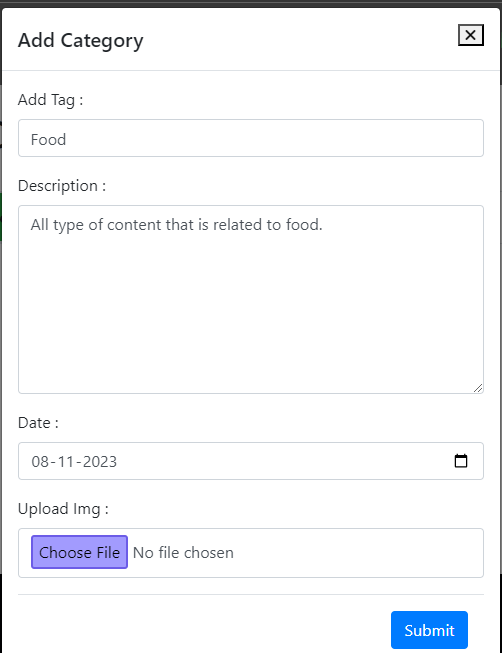 Add Category
Add Tag :
Food
Description :
All type of content that is related to food.
Date :
08-11-2023
Upload Img :
Choose File No file chosen
Submit